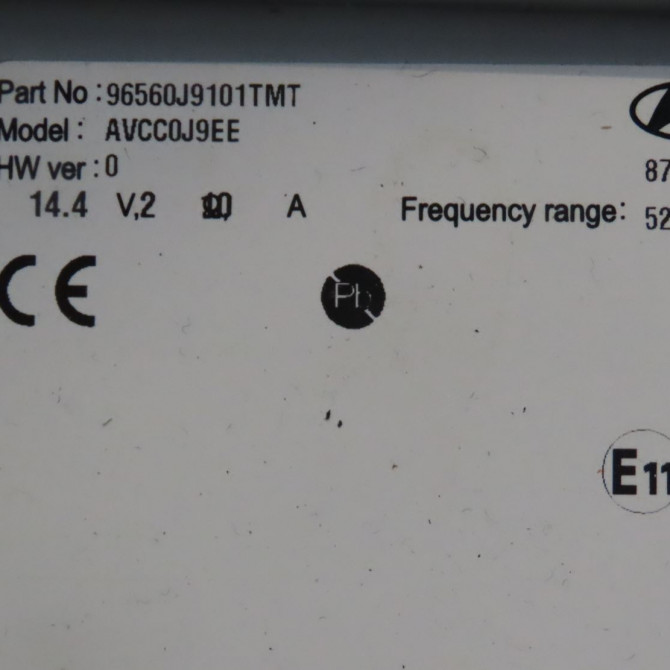 Part No : 96560J9101TMT
Model : AVCC0J9EE
HW ver : 0
87
14.4 V,2 A
Frequency range: 52
CE
Pb
E11